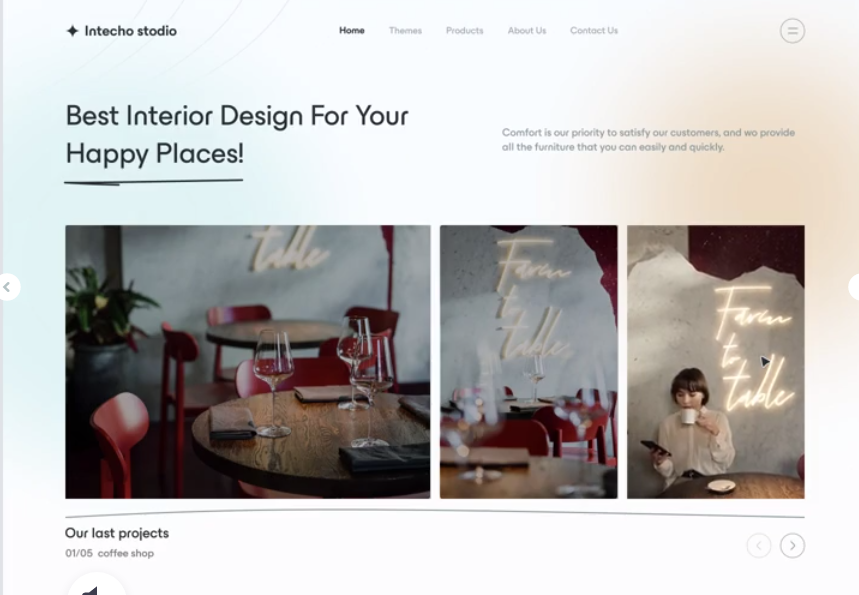 Intecho stodio
Home Themes Products About Us Contact Us
Best Interior Design For Your
Happy Places!
Comfort is our priority to satisfy our customers, and wo provide
all the furniture that you can easily and quickly.
table
Farm
to
table
Farm
to
table
Our last projects
01/05 coffee shop